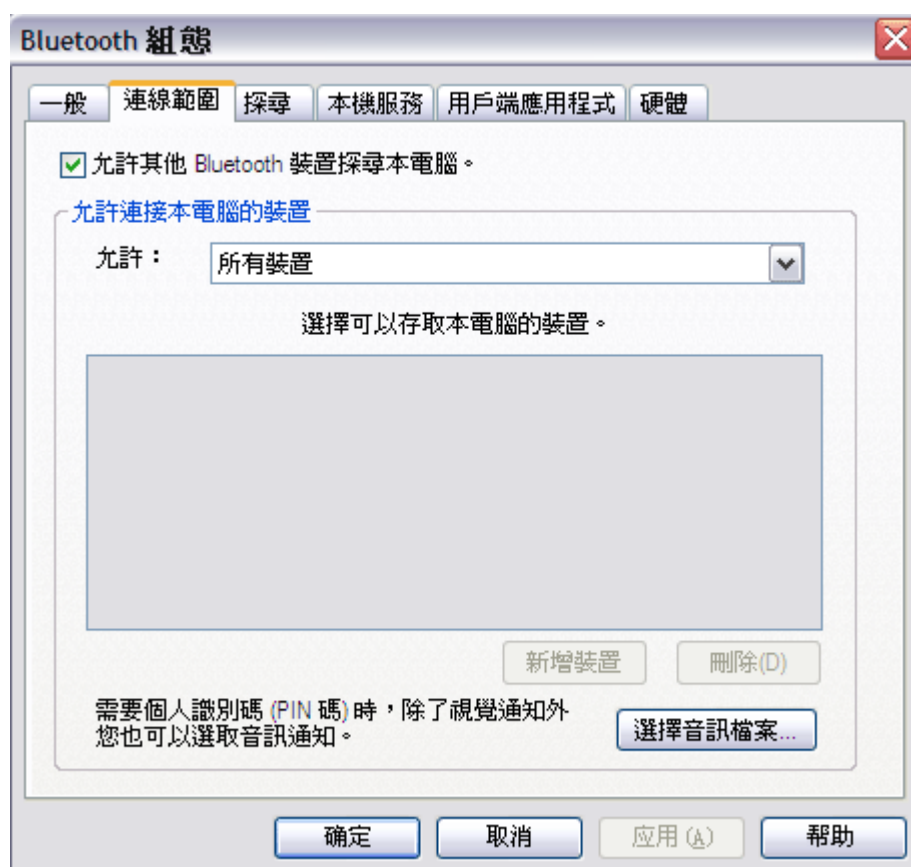 Bluetooth 組態
一般 連線範圍 探尋 本機服務 用戶端應用程式 硬體
允許其他 Bluetooth 裝置探尋本電腦。
允許連接本電腦的裝置
允許： 所有裝置
選擇可以存取本電腦的裝置。
新增裝置 刪除(D)
需要個人識別碼 (PIN 碼) 時，除了視覺通知外
您也可以選取音訊通知。 選擇音訊檔案...
确定 取消 应用 (A) 帮助